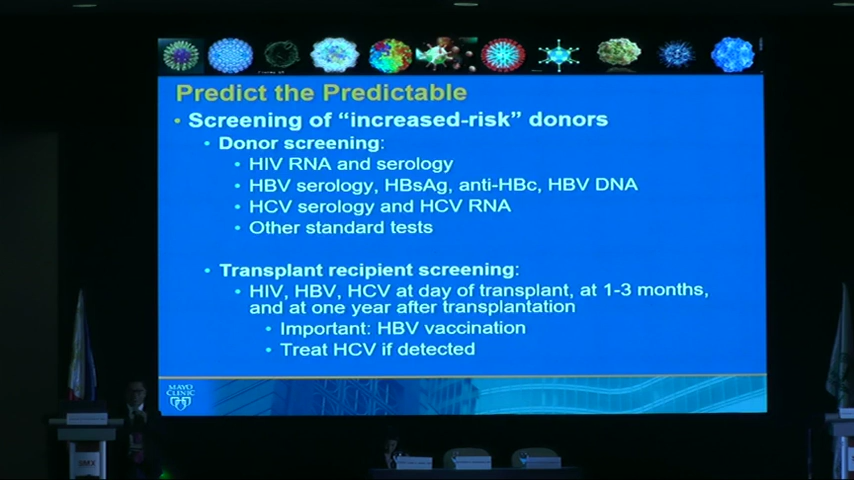 Predict the Predictable
• Screening of “increased-risk” donors
• Donor screening:
• HIV RNA and serology
• HBV serology, HBsAg, anti-HBc, HBV DNA
• HCV serology and HCV RNA
• Other standard tests
• Transplant recipient screening:
• HIV, HBV, HCV at day of transplant, at 1-3 months,
and at one year after transplantation
• Important: HBV vaccination
• Treat HCV if detected
MAYO
CLINIC